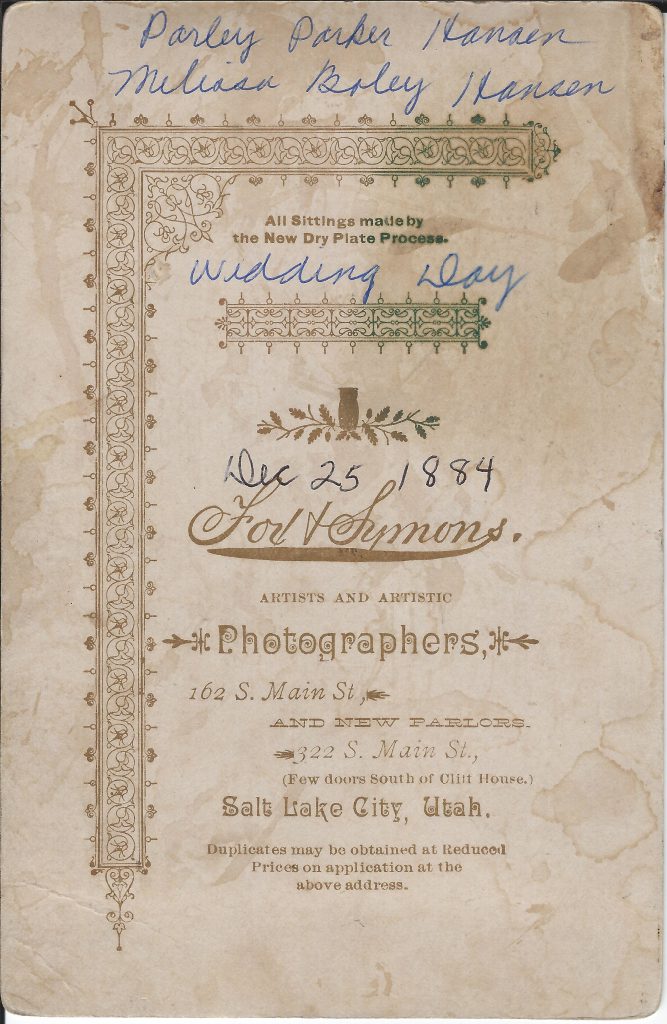 Parley Parker Hansen
Melissa Boley Hansen
All Sittings made by
the New Dry Plate Process.
Wedding Day
Dec 25 1884
Fox & Symons.
ARTISTS AND ARTISTIC
Photographers,
162 S. Main St,
AND NEW PARLORS.
322 S. Main St.,
(Few doors South of Clift House.)
Salt Lake City, Utah.
Duplicates may be obtained at Reduced
Prices on application at the
above address.